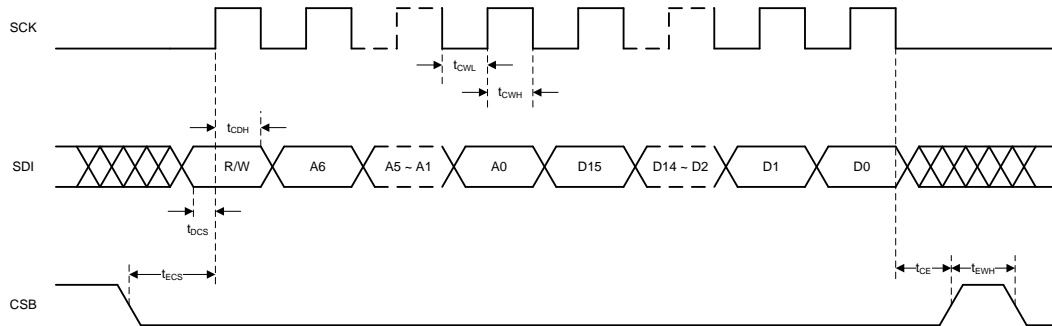 SCK
tCWL
tCWH
tCDH
SDI
R/W
A6
A5 ~ A1
A0
D15
D14 ~ D2
D1
D0
tDCS
tECS
tCE
tEWH
CSB